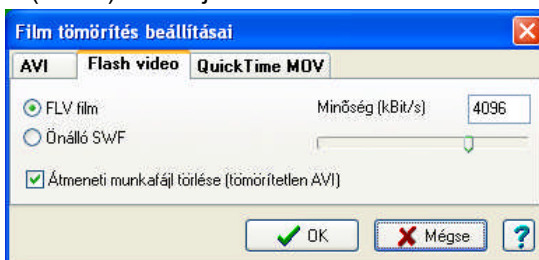 Film tömörítés beállításai
AVI Flash video QuickTime MOV
FLV film Minőség (kBit/s) 4096
Önálló SWF
Átmeneti munkafájl törlése (tömörítetlen AVI)
OK Mégse ?